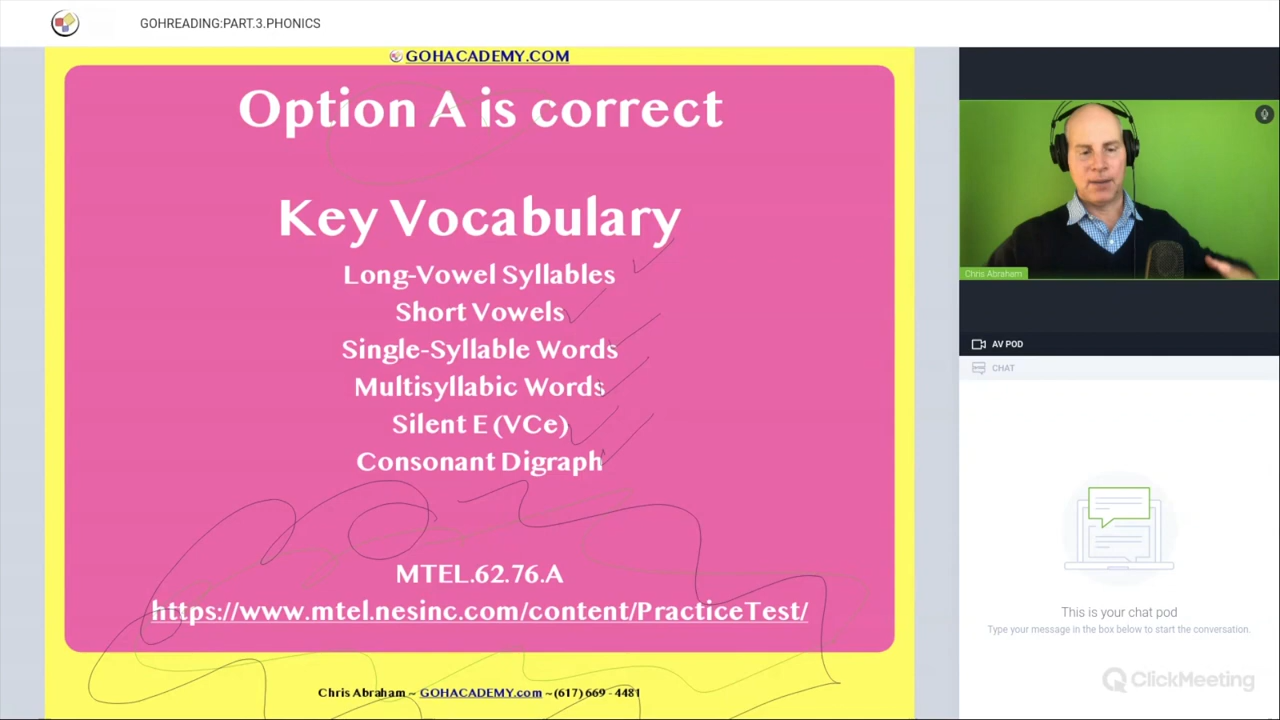 GOHREADING:PART.3.PHONICS
GOHACADEMY.COM
Option A is correct
Key Vocabulary
Long-Vowel Syllables
Short Vowels
Single-Syllable Words
Multisyllabic Words
Silent E (VCe)
Consonant Digraph
MTEL.62.76.A
https://www.mtel.nesinc.com/content/PracticeTest/
Chris Abraham ~ GOHACADEMY.com ~ (617) 669 - 4481
Chris Abraham
AV POD
CHAT
This is your chat pod
Type your message in the box below to start the conversation.
ClickMeeting